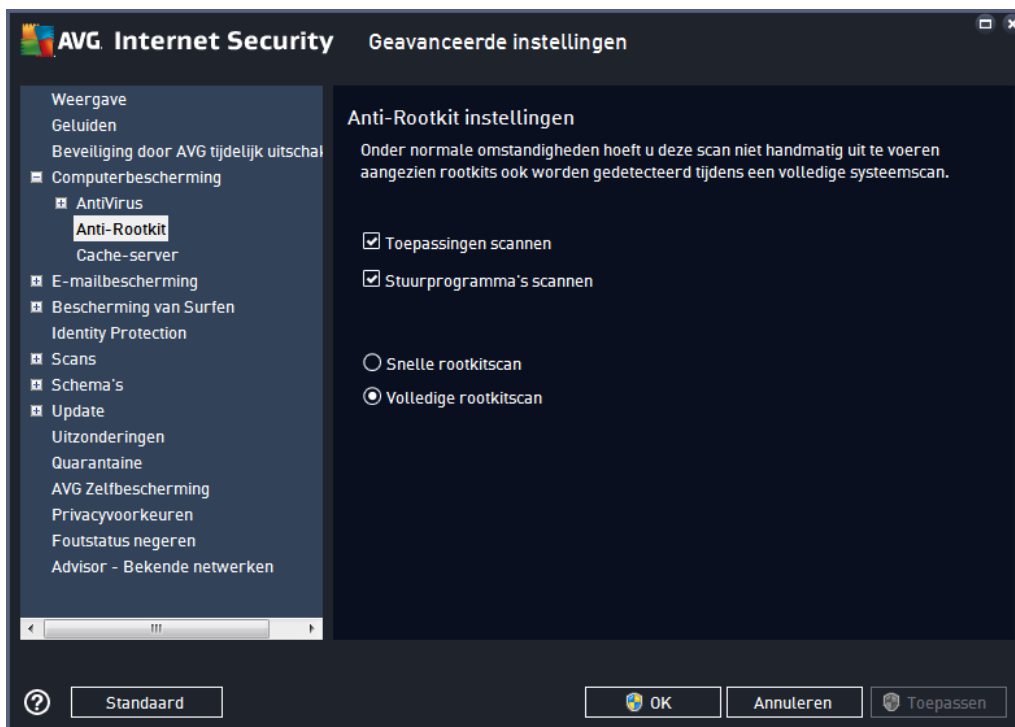 AVG. Internet Security
Geavanceerde instellingen
Weergave
Geluiden
Beveiliging door AVG tijdelijk uitschak
Computerbescherming
AntiVirus
Anti-Rootkit
Cache-server
E-mailbescherming
Bescherming van Surfen
Identity Protection
Scans
Schema's
Update
Uitzonderingen
Quarantaine
AVG Zelfbescherming
Privacyvoorkeuren
Foutstatus negeren
Advisor - Bekende netwerken
Anti-Rootkit instellingen
Onder normale omstandigheden hoeft u deze scan niet handmatig uit te voeren
aangezien rootkits ook worden gedetecteerd tijdens een volledige systeemscan.
Toepassingen scannen
Stuurprogramma's scannen
Snelle rootkitscan
Volledige rootkitscan
?
Standaard
OK
Annuleren
Toepassen